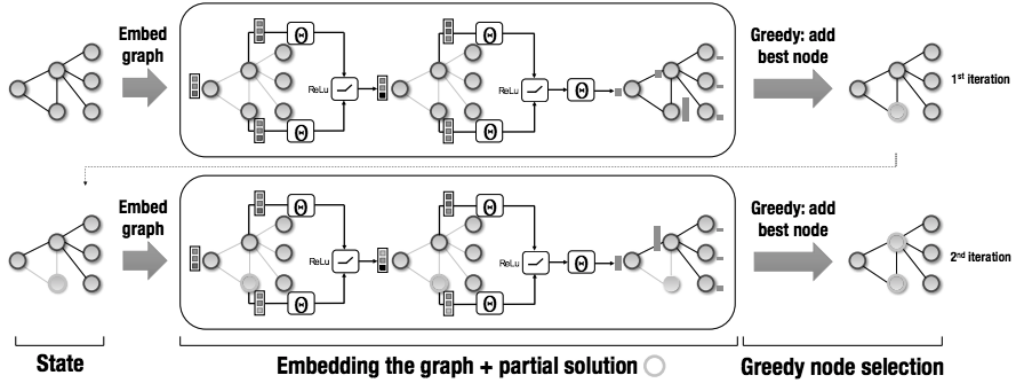 Embed
graph
Θ
Θ
ReLu
Θ
Θ
ReLu
Θ
Greedy: add
best node
1st iteration
Embed
graph
Θ
Θ
ReLu
Θ
Θ
ReLu
Θ
Greedy: add
best node
2nd iteration
State
Embedding the graph + partial solution
Greedy node selection